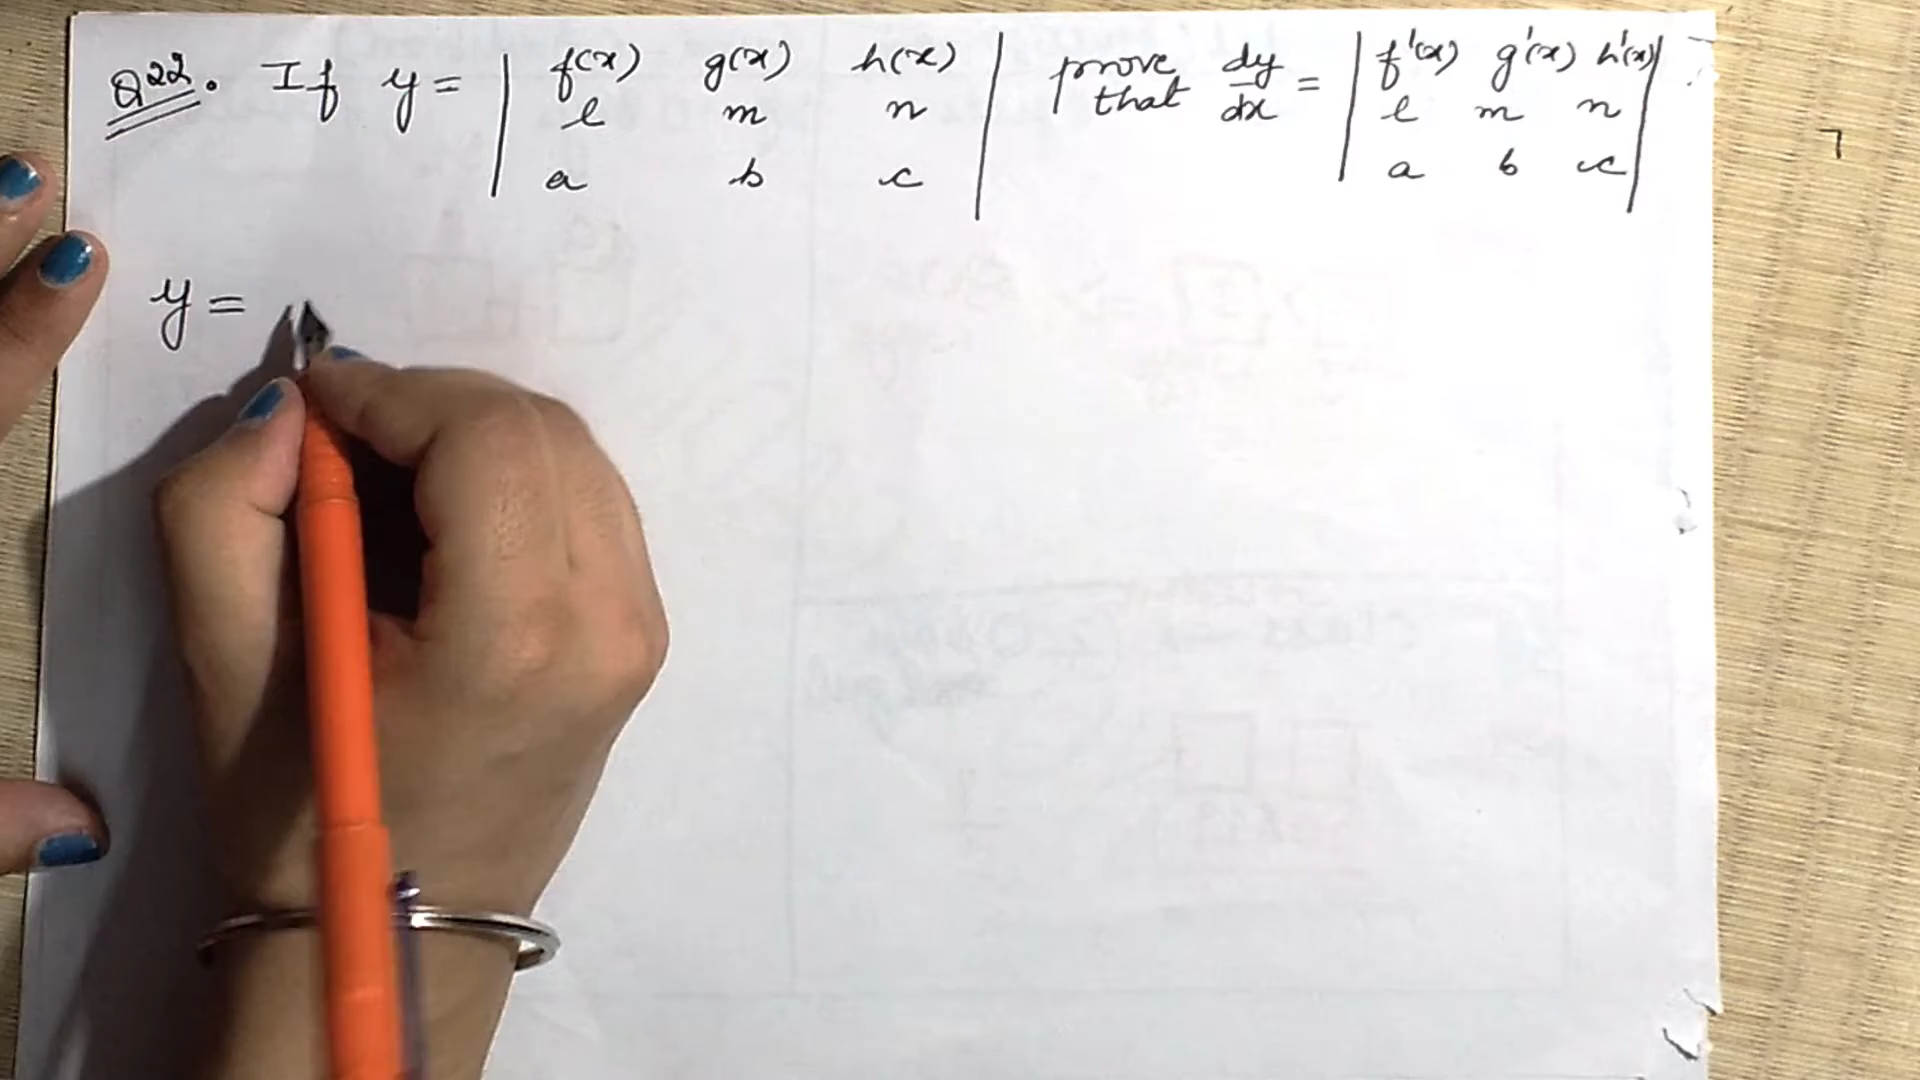 Q22. If y = | f(x) g(x) h(x) | prove that dy/dx = | f'(x) g'(x) h'(x) |
l m n l m n
a b c a b c
y =